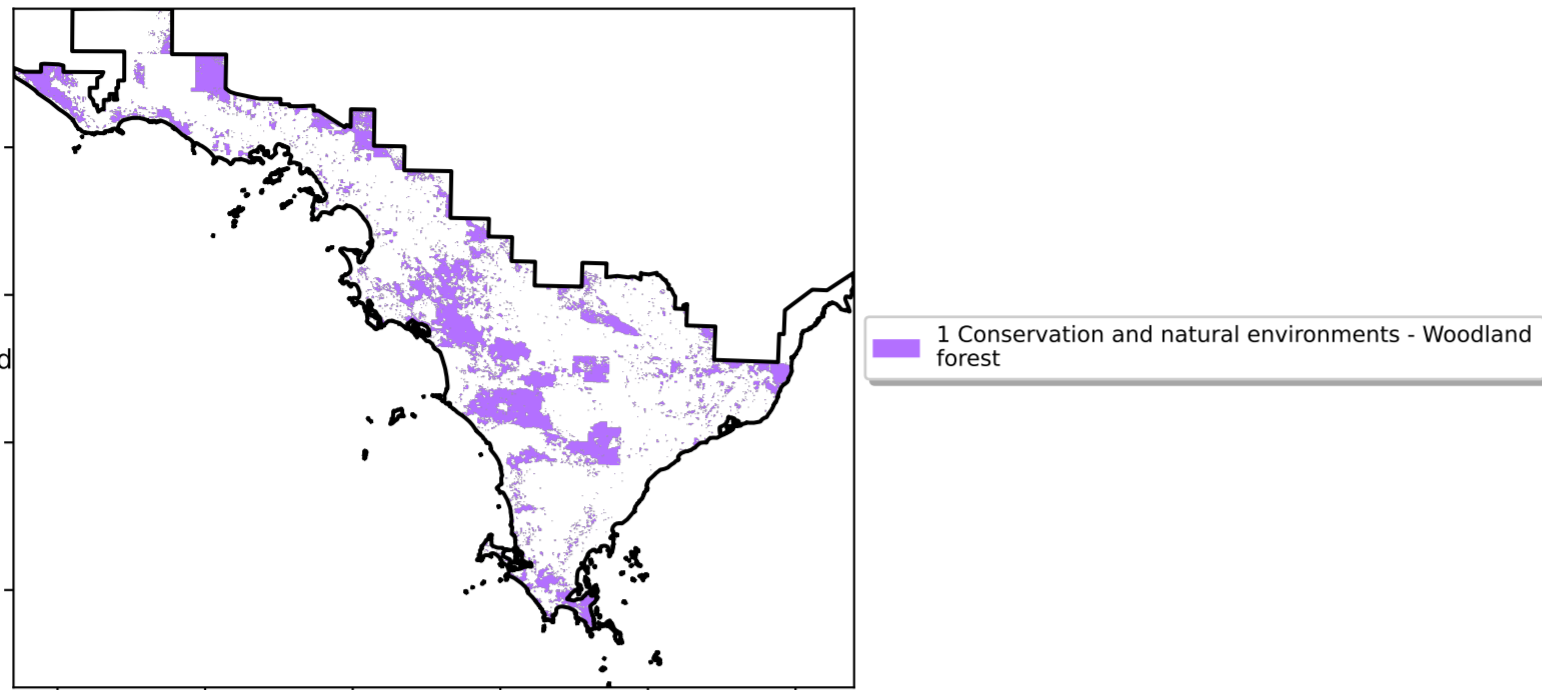 d
1 Conservation and natural environments - Woodland
forest